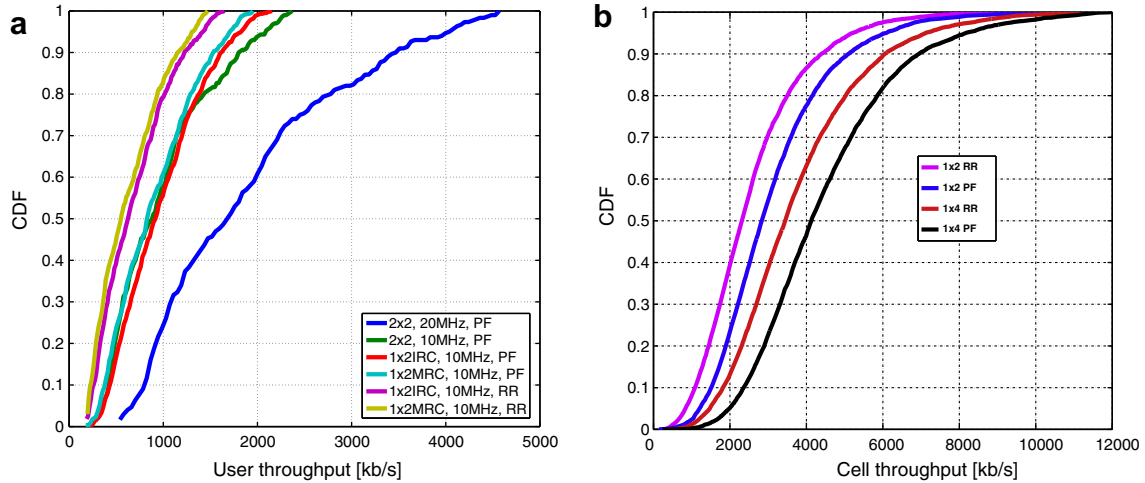 a
CDF
1
0.9
0.8
0.7
0.6
0.5
0.4
0.3
0.2
0.1
0
0 1000 2000 3000 4000 5000
User throughput [kb/s]
2x2, 20MHz, PF
2x2, 10MHz, PF
1x2IRC, 10MHz, PF
1x2MRC, 10MHz, PF
1x2IRC, 10MHz, RR
1x2MRC, 10MHz, RR
b
CDF
1
0.9
0.8
0.7
0.6
0.5
0.4
0.3
0.2
0.1
0
0 2000 4000 6000 8000 10000 12000
Cell throughput [kb/s]
1x2 RR
1x2 PF
1x4 RR
1x4 PF